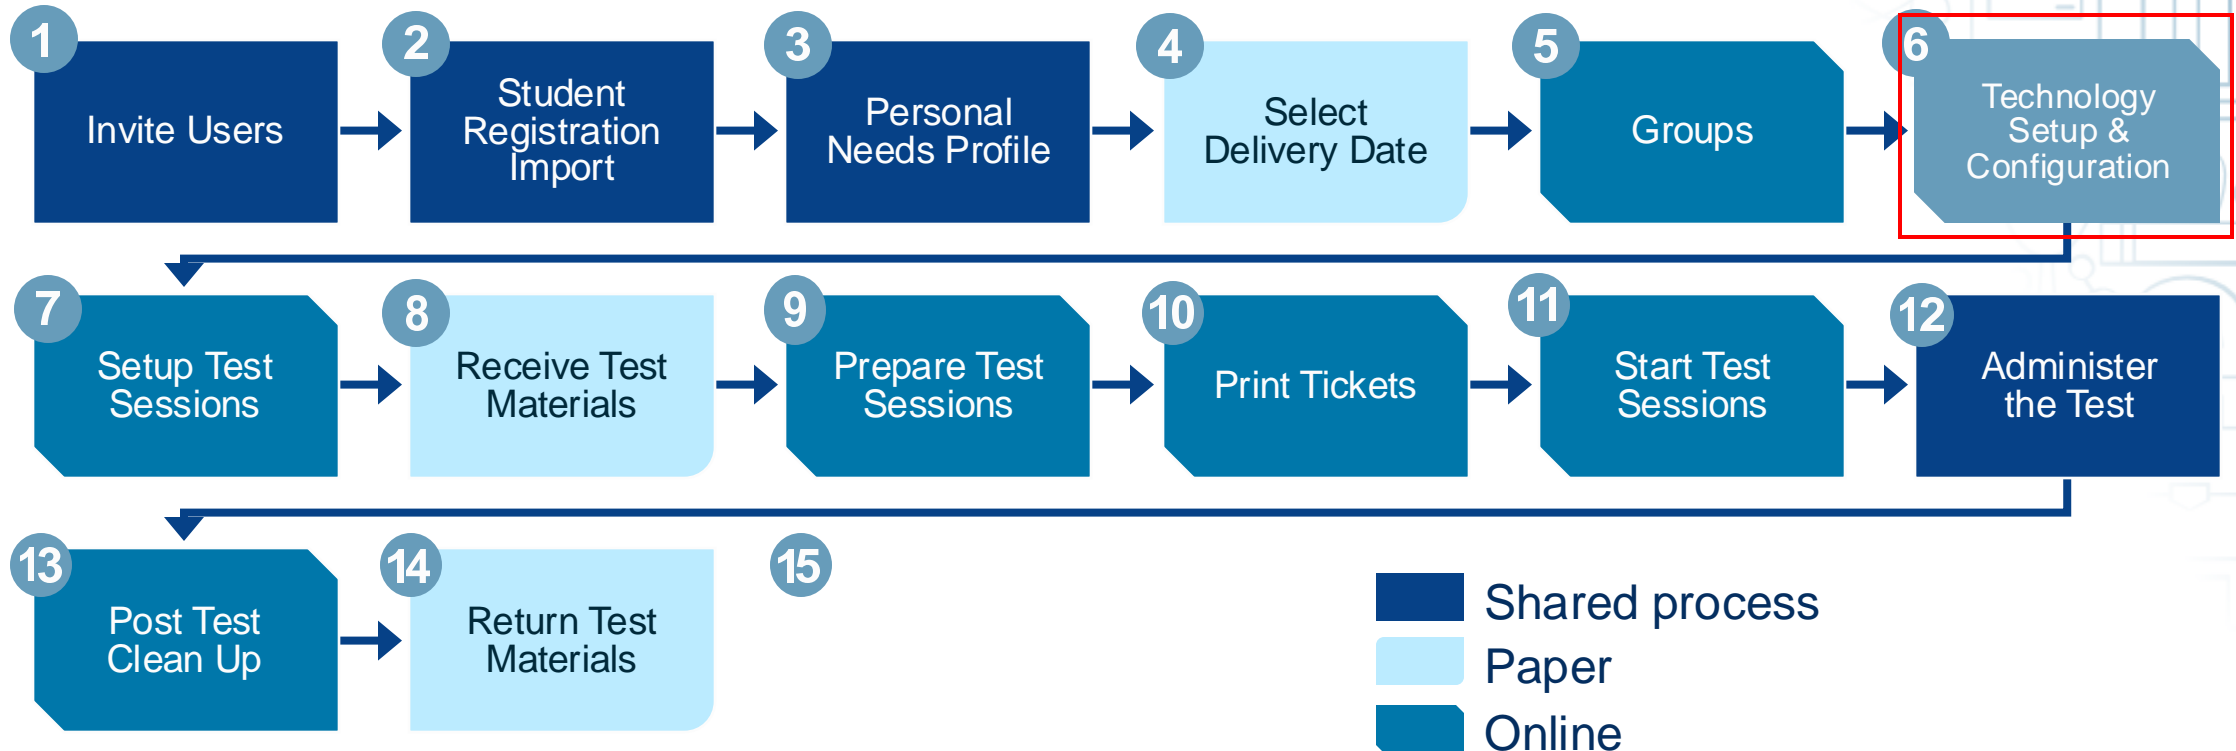 1
Invite Users
2
Student
Registration
Import
3
Personal
Needs Profile
4
Select
Delivery Date
5
Groups
6
Technology
Setup &
Configuration
7
Setup Test
Sessions
8
Receive Test
Materials
9
Prepare Test
Sessions
10
Print Tickets
11
Start Test
Sessions
12
Administer
the Test
13
Post Test
Clean Up
14
Return Test
Materials
15
Shared process
Paper
Online